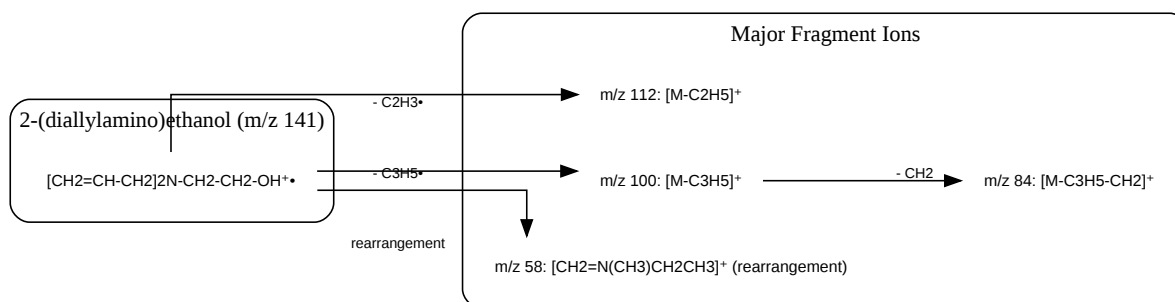 Major Fragment Ions
m/z 112: [M-C2H5]⁺
- C2H3•
2-(diallylamino)ethanol (m/z 141)
[CH2=CH-CH2]2N-CH2-CH2-OH⁺•
- C3H5•
m/z 100: [M-C3H5]⁺
- CH2
m/z 84: [M-C3H5-CH2]⁺
rearrangement
m/z 58: [CH2=N(CH3)CH2CH3]⁺ (rearrangement)